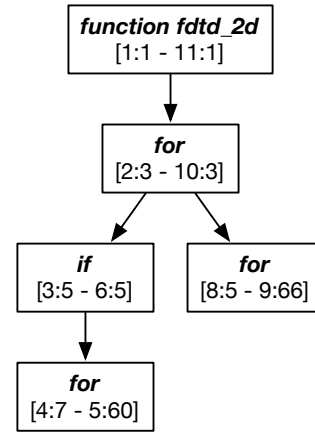 function fdtd_2d
[1:1 - 11:1]
for
[2:3 - 10:3]
if
[3:5 - 6:5]
for
[8:5 - 9:66]
for
[4:7 - 5:60]